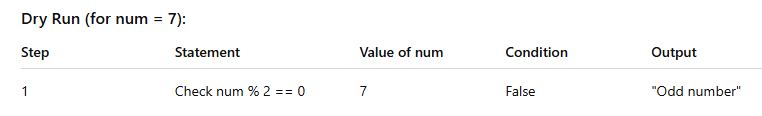 Dry Run (for num = 7):
Step Statement Value of num Condition Output
1 Check num % 2 == 0 7 False "Odd number"